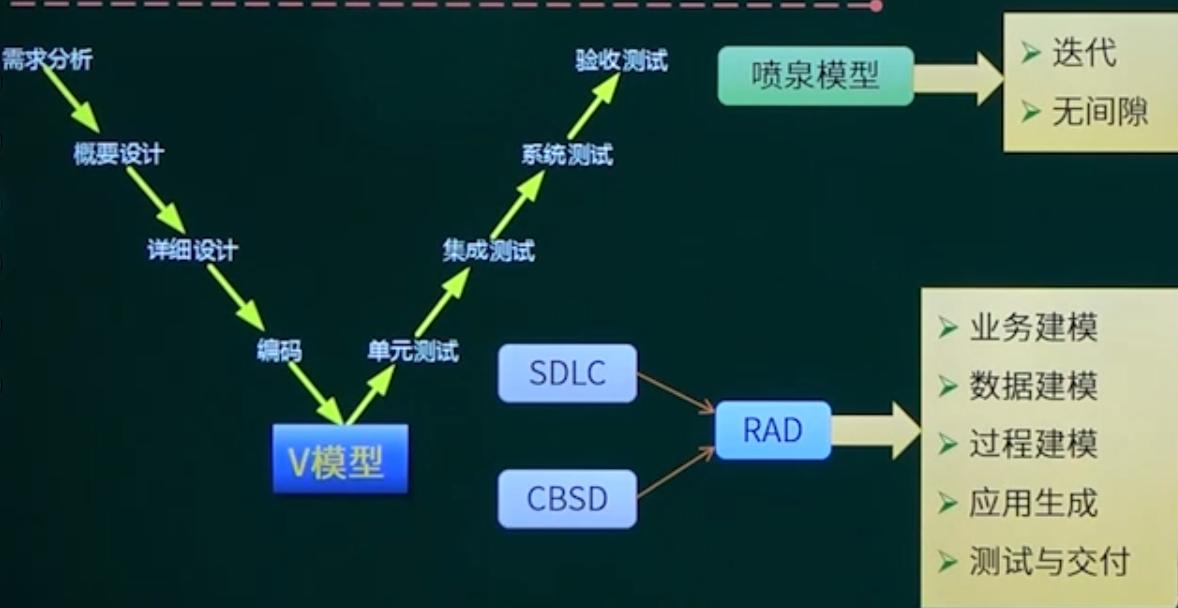 需求分析
概要设计
详细设计
编码
V模型
单元测试
集成测试
系统测试
验收测试
喷泉模型
迭代
无间隙
SDLC
CBSD
RAD
业务建模
数据建模
过程建模
应用生成
测试与交付